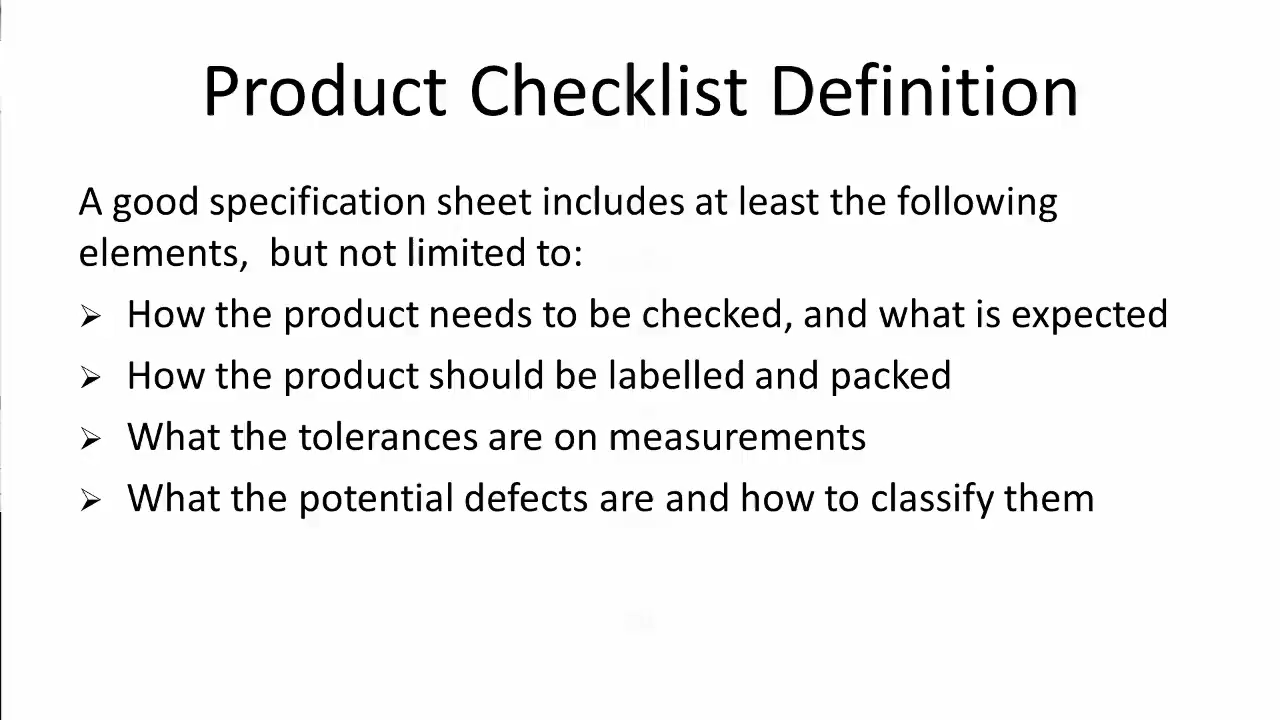 Product Checklist Definition
A good specification sheet includes at least the following
elements,  but not limited to:
➢ How the product needs to be checked, and what is expected
➢ How the product should be labelled and packed
➢ What the tolerances are on measurements
➢ What the potential defects are and how to classify them